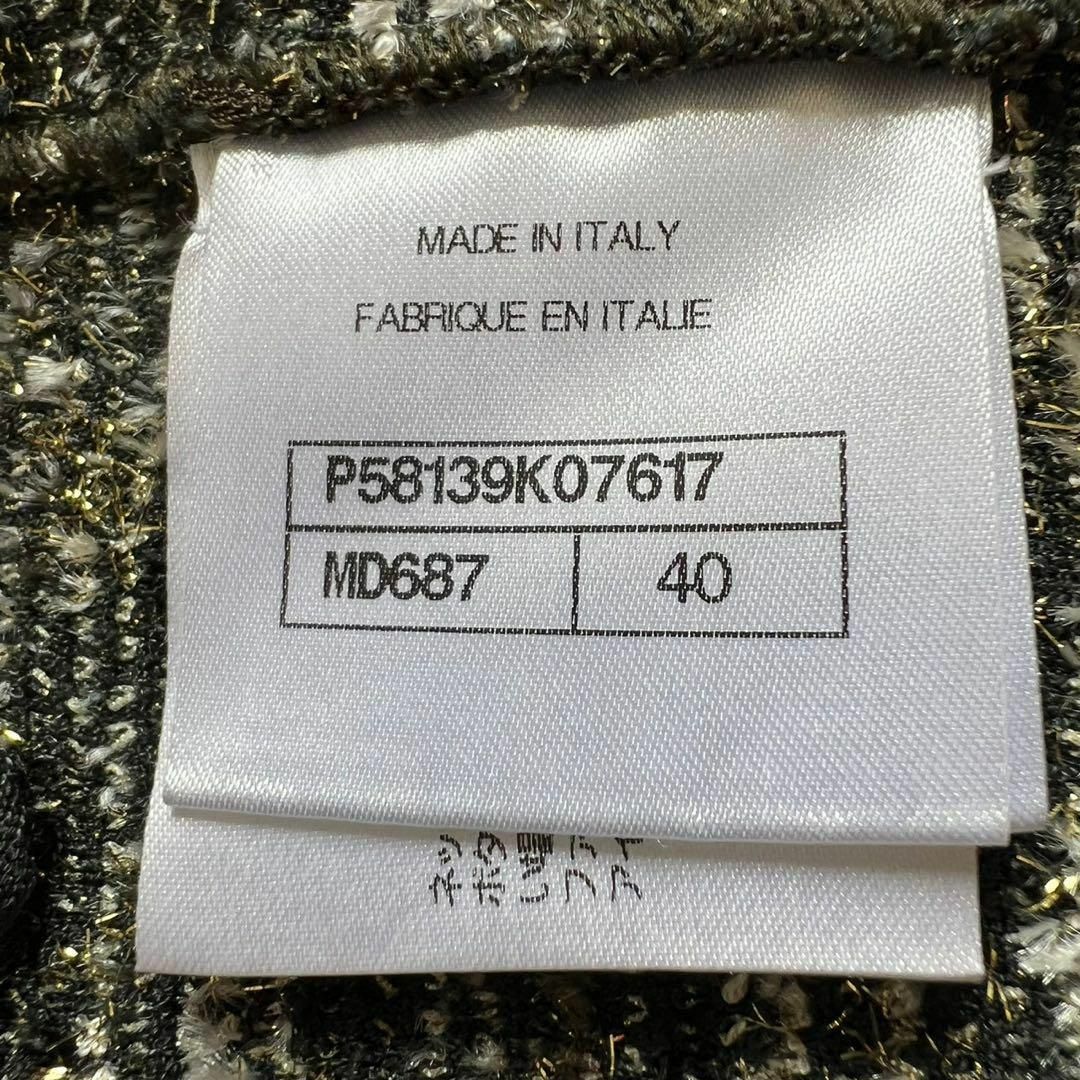 MADE IN ITALY
FABRIQUE EN ITALIE
P58139K07617
MD687 40